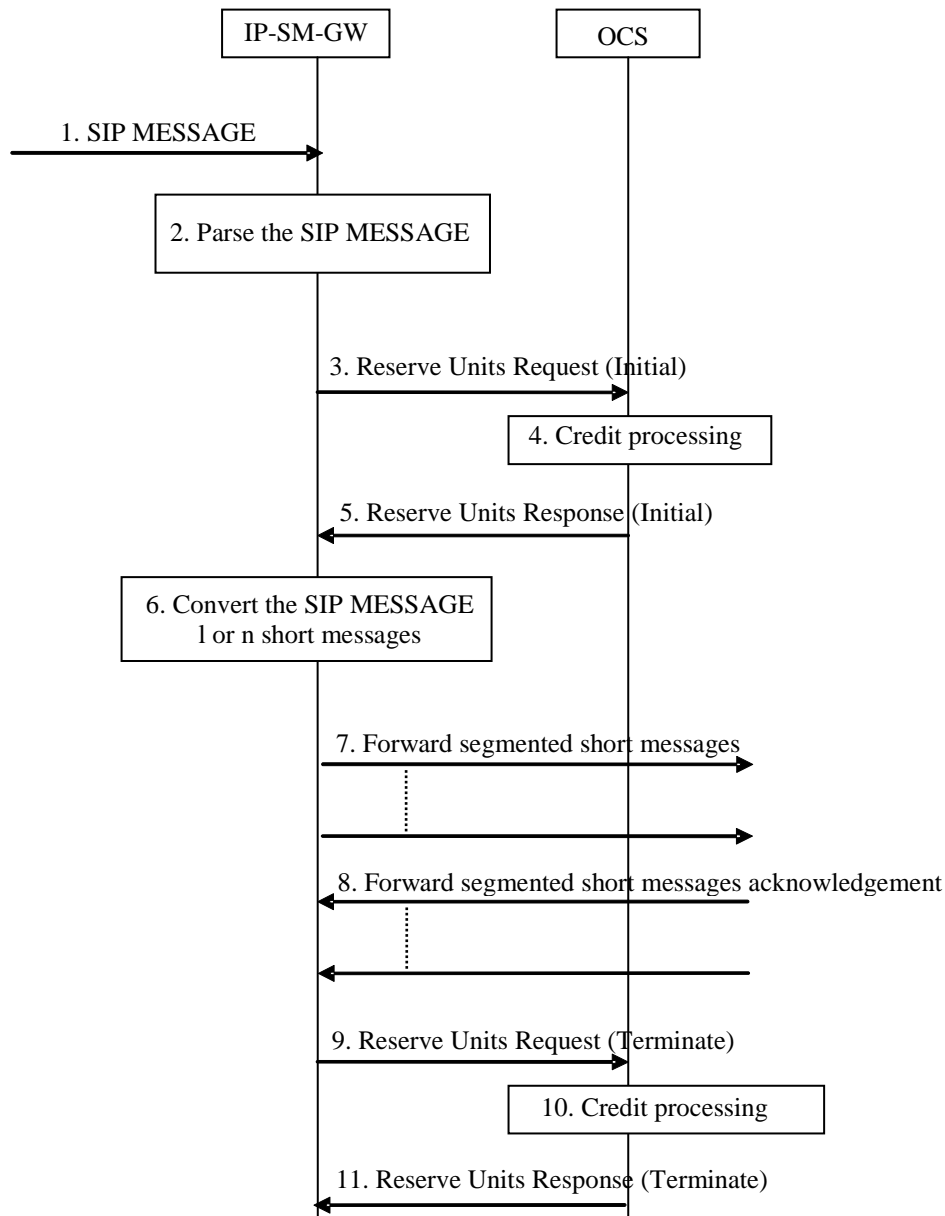 IP-SM-GW
OCS
1. SIP MESSAGE
2. Parse the SIP MESSAGE
3. Reserve Units Request (Initial)
4. Credit processing
5. Reserve Units Response (Initial)
6. Convert the SIP MESSAGE
l or n short messages
7. Forward segmented short messages
8. Forward segmented short messages acknowledgement
9. Reserve Units Request (Terminate)
10. Credit processing
11. Reserve Units Response (Terminate)